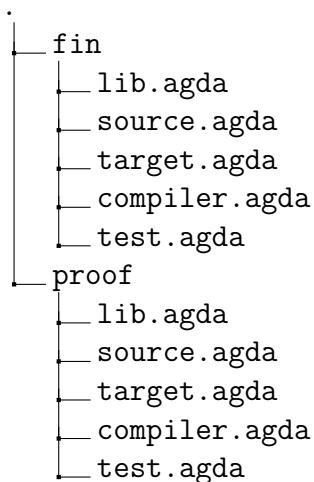 .
fin
lib.agda
source.agda
target.agda
compiler.agda
test.agda
proof
lib.agda
source.agda
target.agda
compiler.agda
test.agda